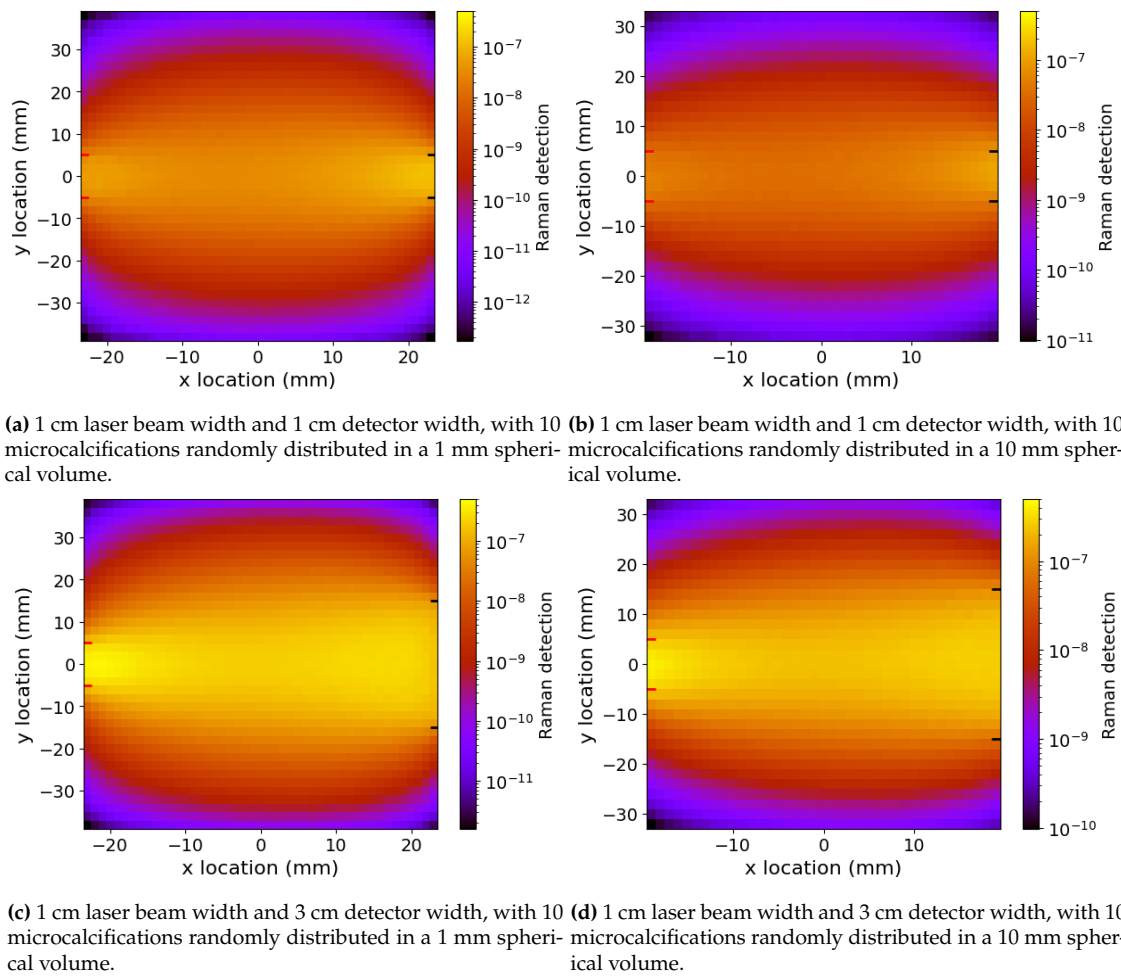 30
20
10
0
−10
−20
−30
y location (mm)
−20 −10 0 10 20
x location (mm)
10⁻⁷
10⁻⁸
10⁻⁹
10⁻¹⁰
10⁻¹¹
10⁻¹²
Raman detection
30
20
10
0
−10
−20
−30
y location (mm)
−10 0 10
x location (mm)
10⁻⁷
10⁻⁸
10⁻⁹
10⁻¹⁰
10⁻¹¹
Raman detection
(a) 1 cm laser beam width and 1 cm detector width, with 10
microcalcifications randomly distributed in a 1 mm spheri-
cal volume.
(b) 1 cm laser beam width and 1 cm detector width, with 10
microcalcifications randomly distributed in a 10 mm spher-
ical volume.
30
20
10
0
−10
−20
−30
y location (mm)
−20 −10 0 10 20
x location (mm)
10⁻⁷
10⁻⁸
10⁻⁹
10⁻¹⁰
10⁻¹¹
Raman detection
30
20
10
0
−10
−20
−30
y location (mm)
−10 0 10
x location (mm)
10⁻⁷
10⁻⁸
10⁻⁹
10⁻¹⁰
Raman detection
(c) 1 cm laser beam width and 3 cm detector width, with 10
microcalcifications randomly distributed in a 1 mm spheri-
cal volume.
(d) 1 cm laser beam width and 3 cm detector width, with 10
microcalcifications randomly distributed in a 10 mm spher-
ical volume.